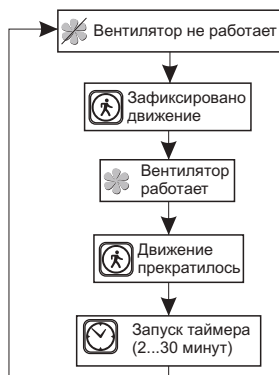 Вентилятор не работает
Зафиксировано
движение
Вентилятор
работает
Движение
прекратилось
Запуск таймера
(2...30 минут)